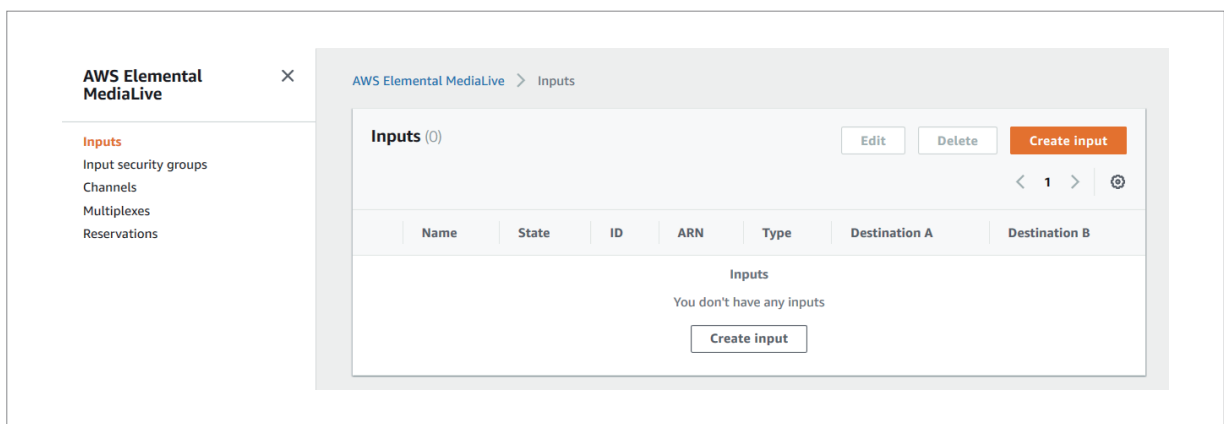 AWS Elemental
MediaLive
Inputs
Input security groups
Channels
Multiplexes
Reservations
AWS Elemental MediaLive > Inputs
Inputs (0)
Edit Delete Create input
1
Name State ID ARN Type Destination A Destination B
Inputs
You don't have any inputs
Create input